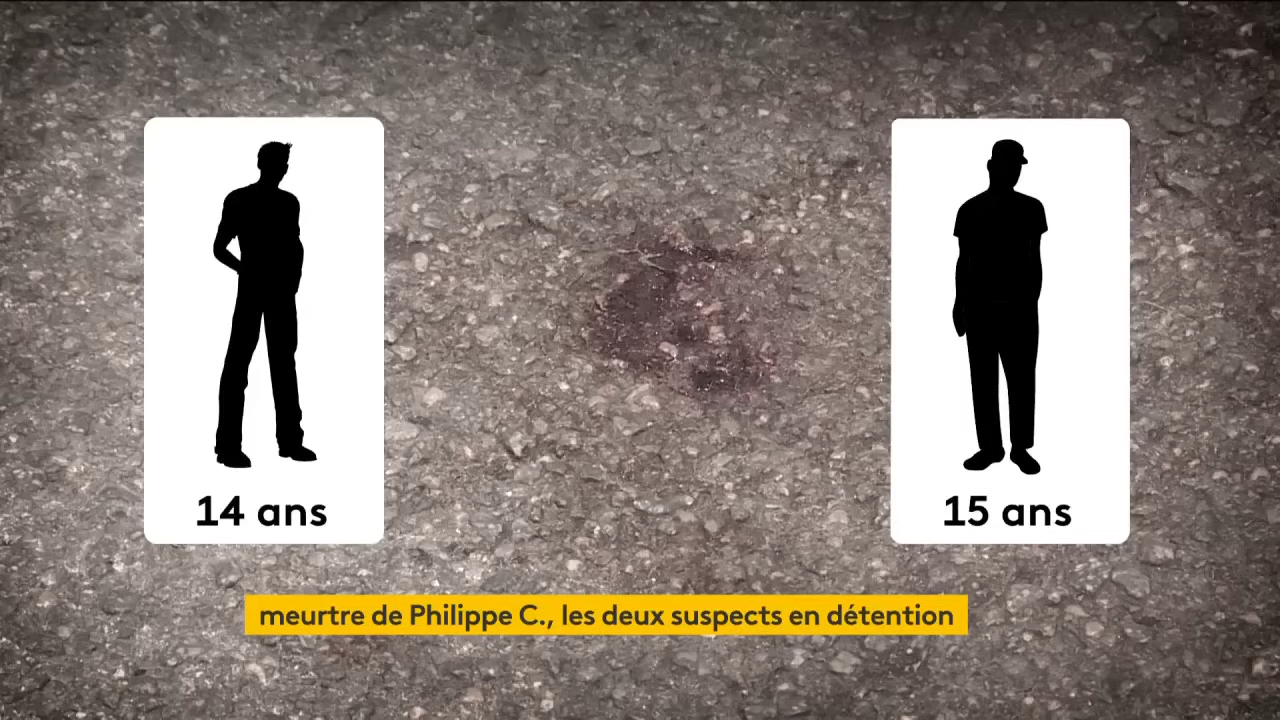 14 ans
15 ans
meurtre de Philippe C., les deux suspects en détention